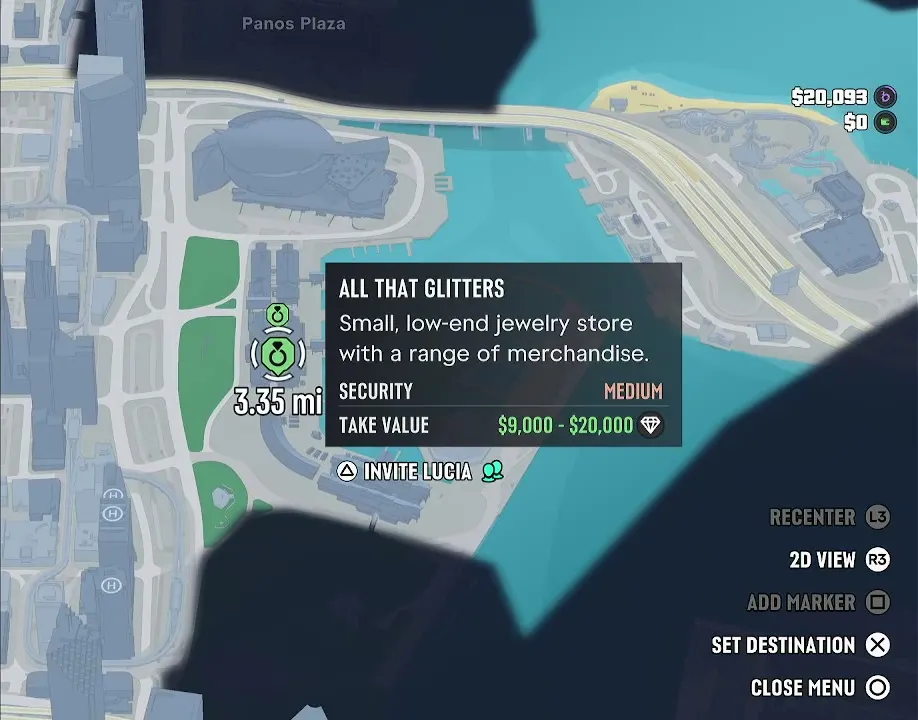 Panos Plaza
$20,093
$0
ALL THAT GLITTERS
Small, low-end jewelry store
with a range of merchandise.
SECURITY MEDIUM
TAKE VALUE $9,000 - $20,000
3.35 mi
INVITE LUCIA
H
H
H
RECENTER L3
2D VIEW R3
ADD MARKER
SET DESTINATION
CLOSE MENU